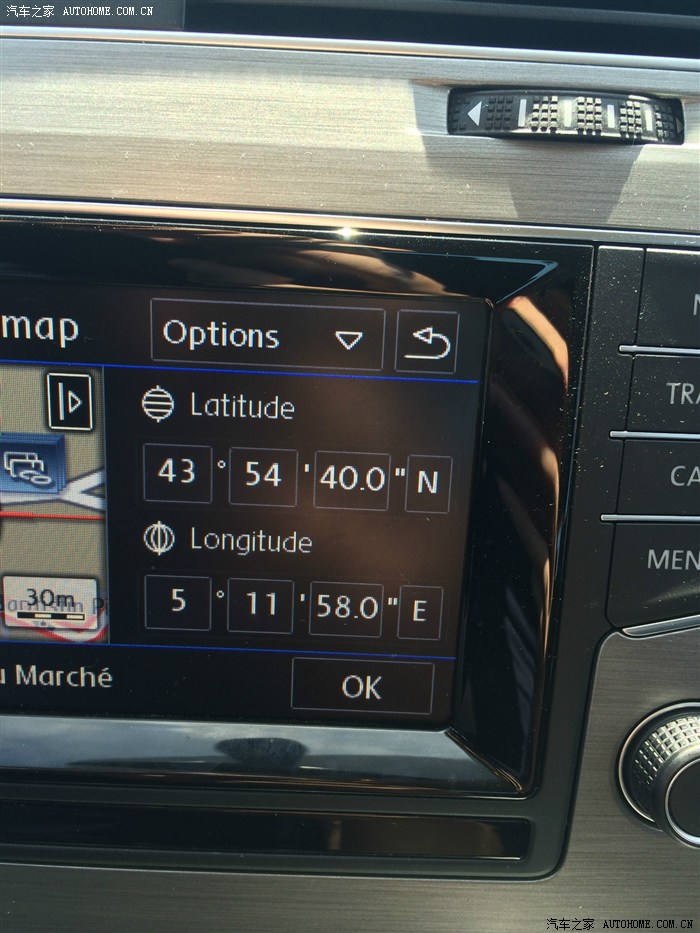 汽车之家 AUTOHOME.COM.CN
map Options
Latitude
43 ° 54 ' 40.0 " N
Longitude
5 ° 11 ' 58.0 " E
30m
Marché OK
MEN
汽车之家 AUTOHOME.COM.CN